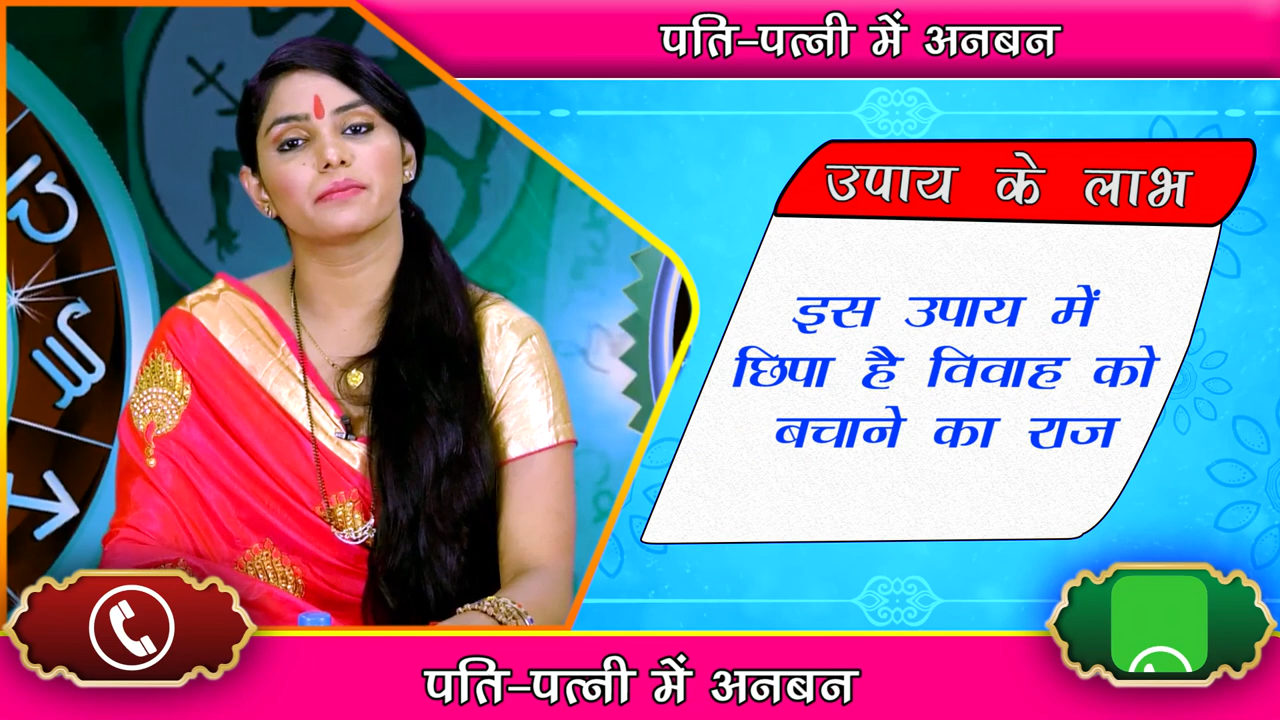 पति-पत्नी में अनबन
उपाय के लाभ
इस उपाय में
छिपा है विवाह को
बचाने का राज
पति-पत्नी में अनबन